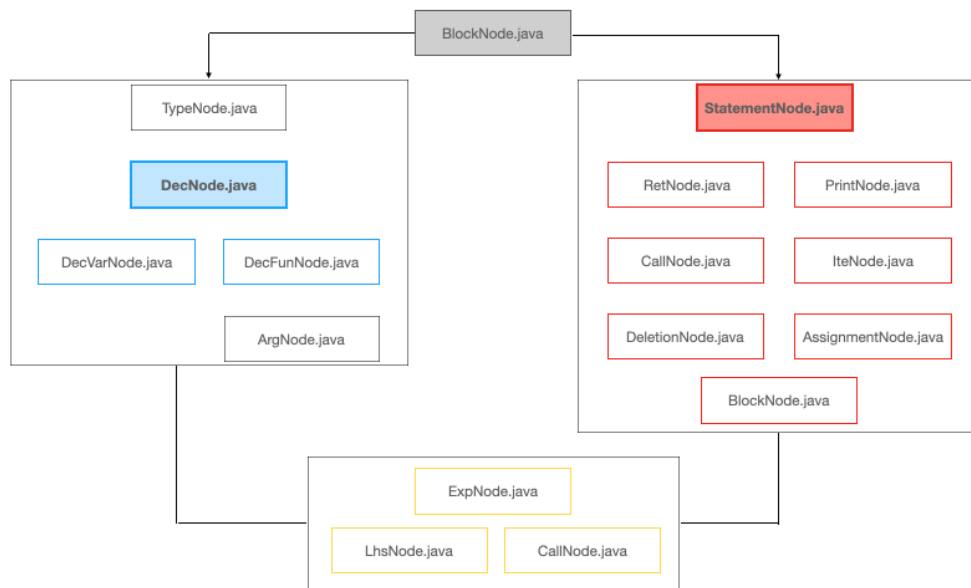 BlockNode.java
TypeNode.java
DecNode.java
DecVarNode.java
DecFunNode.java
ArgNode.java
StatementNode.java
RetNode.java
PrintNode.java
CallNode.java
IteNode.java
DeletionNode.java
AssignmentNode.java
BlockNode.java
ExpNode.java
LhsNode.java
CallNode.java